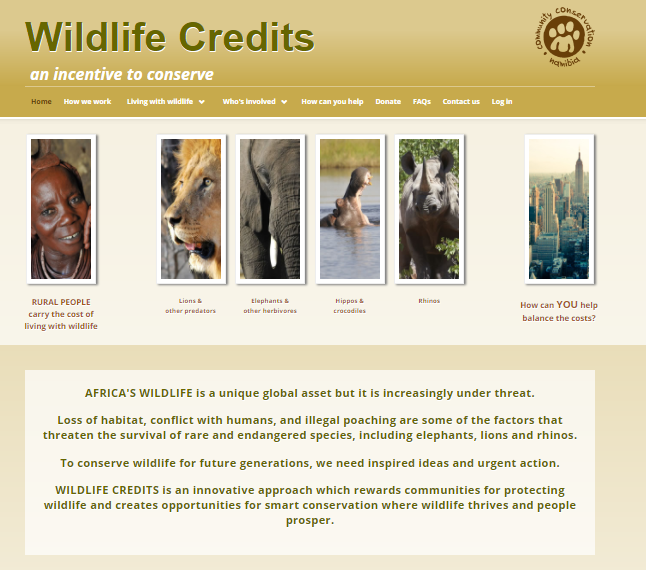 Wildlife Credits
community conservation
namibia
an incentive to conserve
Home How we work Living with wildlife Who's involved How can you help Donate FAQs Contact us Log in
RURAL PEOPLE
carry the cost of
living with wildlife
Lions &
other predators
Elephants &
other herbivores
Hippos &
crocodiles
Rhinos
How can YOU help
balance the costs?
AFRICA'S WILDLIFE is a unique global asset but it is increasingly under threat.
Loss of habitat, conflict with humans, and illegal poaching are some of the factors that
threaten the survival of rare and endangered species, including elephants, lions and rhinos.
To conserve wildlife for future generations, we need inspired ideas and urgent action.
WILDLIFE CREDITS is an innovative approach which rewards communities for protecting
wildlife and creates opportunities for smart conservation where wildlife thrives and people
prosper.